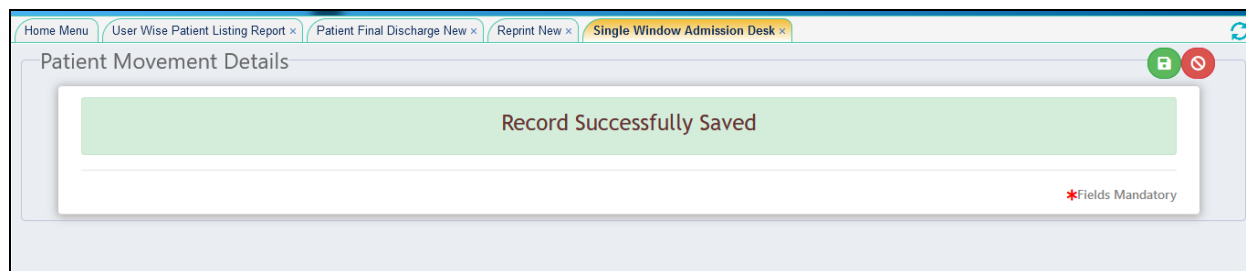 Home Menu User Wise Patient Listing Report × Patient Final Discharge New × Reprint New × Single Window Admission Desk ×
Patient Movement Details
Record Successfully Saved
*Fields Mandatory